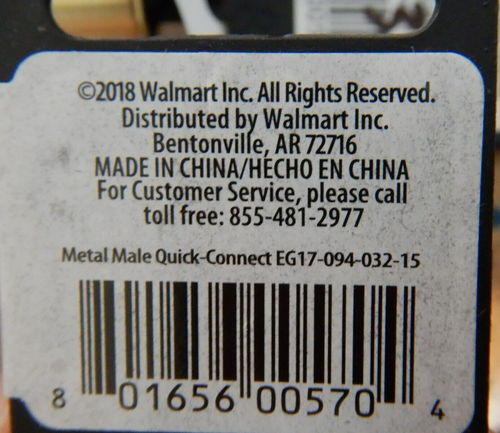 ©2018 Walmart Inc. All Rights Reserved.
Distributed by Walmart Inc.
Bentonville, AR 72716
MADE IN CHINA/HECHO EN CHINA
For Customer Service, please call
toll free: 855-481-2977
Metal Male Quick-Connect EG17-094-032-15
8 01656 00570 4